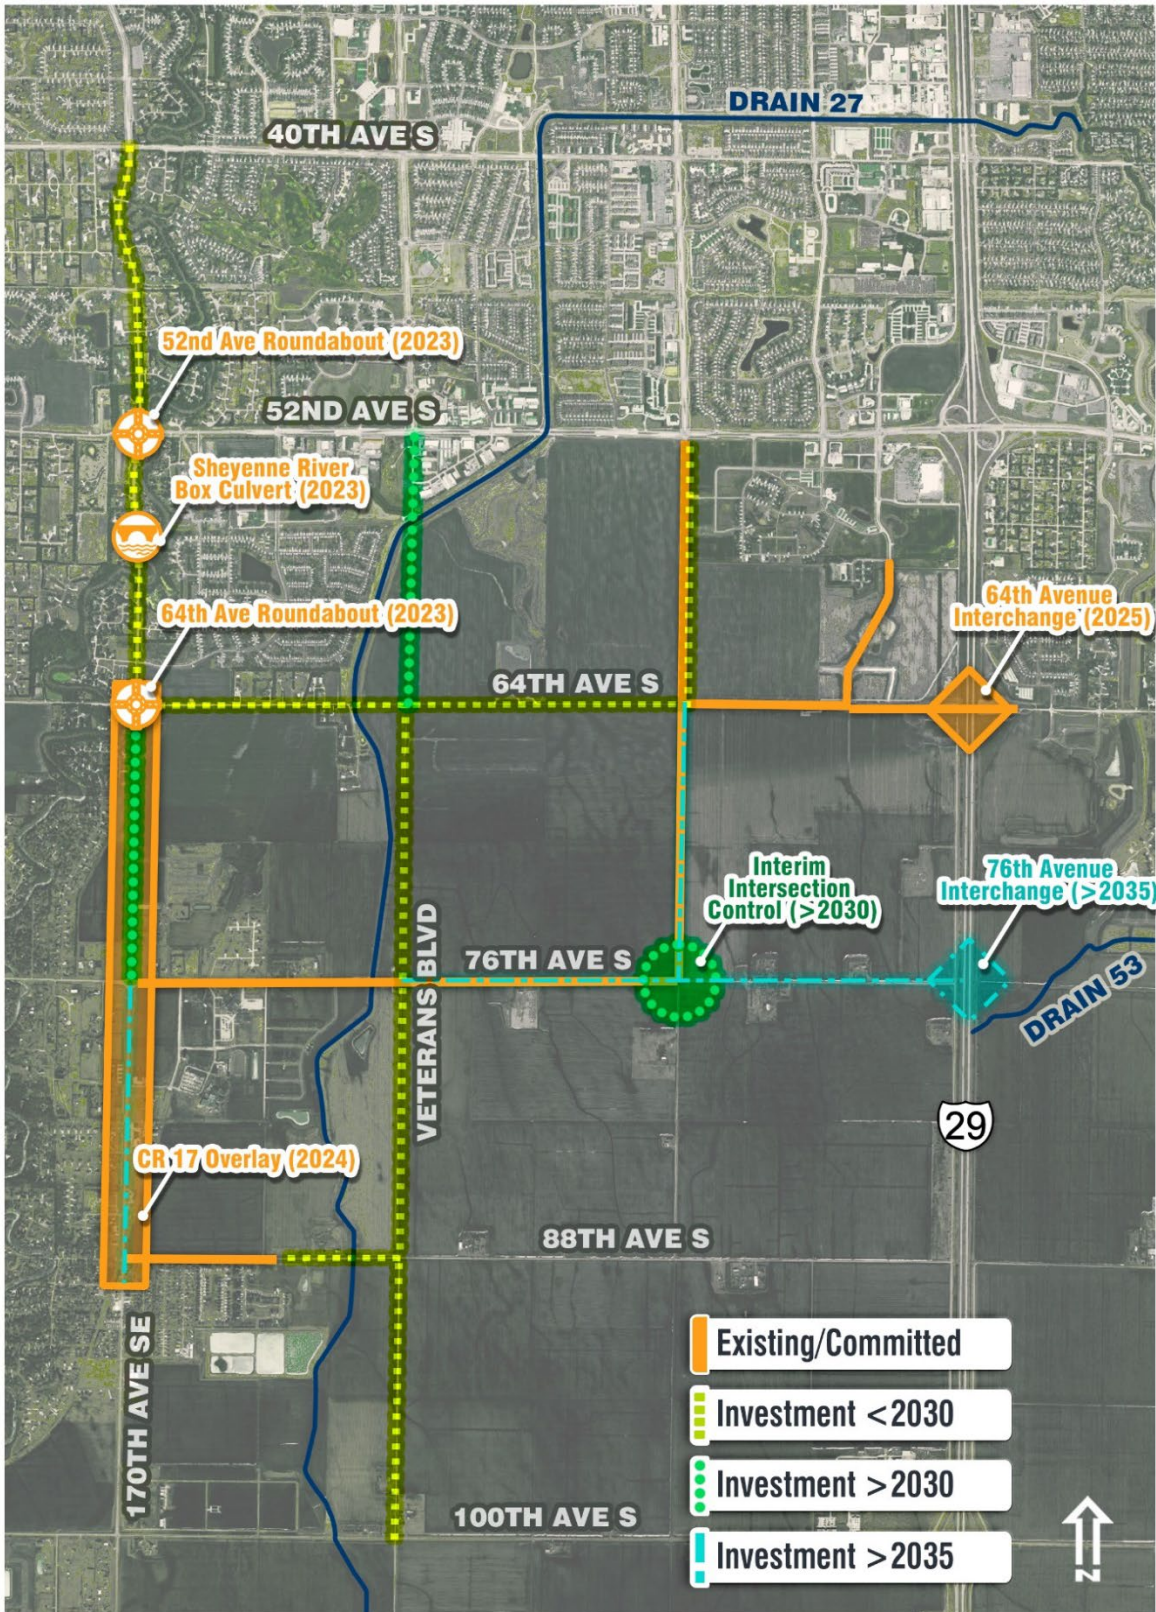 DRAIN 27
40TH AVE S
52nd Ave Roundabout (2023)
52ND AVE S
Sheyenne River
Box Culvert (2023)
64th Ave Roundabout (2023)
64th Avenue
Interchange (2025)
64TH AVE S
Interim
Intersection
Control (>2030)
76th Avenue
Interchange (>2035)
76TH AVE S
VETERANS BLVD
DRAIN 53
29
CR 17 Overlay (2024)
88TH AVE S
170TH AVE SE
Existing/Committed
Investment <2030
Investment >2030
100TH AVE S
Investment >2035
N